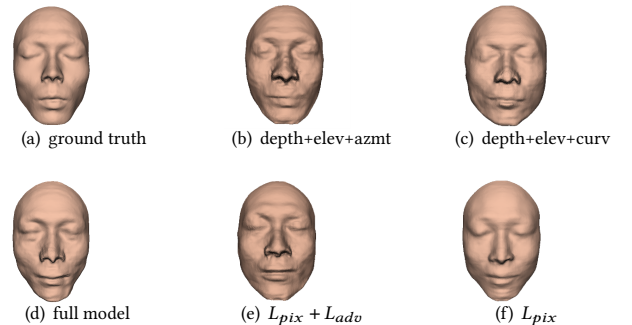 (a) ground truth
(b) depth+elev+azmt
(c) depth+elev+curv
(d) full model
(e) L_pix + L_adv
(f) L_pix